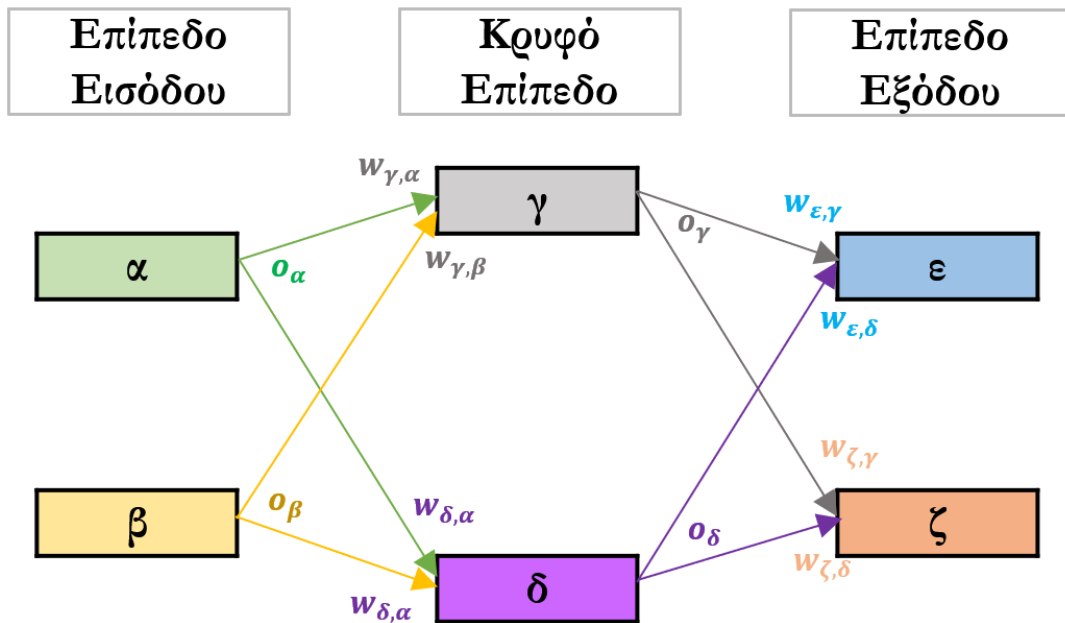 Επίπεδο
Εισόδου
Κρυφό
Επίπεδο
Επίπεδο
Εξόδου
w_{γ,α}
γ
o_γ
w_{ε,γ}
α
o_α
w_{γ,β}
ε
w_{ε,δ}
w_{ζ,γ}
β
o_β
w_{δ,α}
o_δ
ζ
w_{ζ,δ}
w_{δ,α}
δ